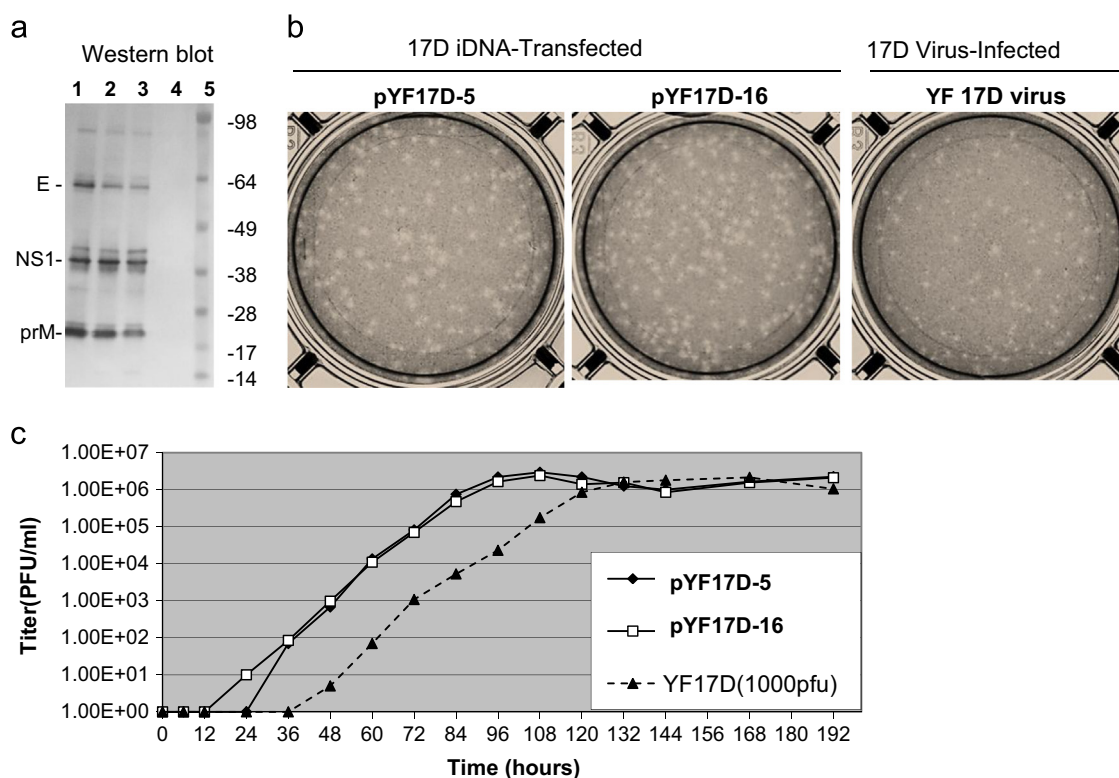 a
Western blot
1 2 3 4 5
E -
NS1-
prM-
-98
-64
-49
-38
-28
-17
-14
b
17D iDNA-Transfected
17D Virus-Infected
pYF17D-5
pYF17D-16
YF 17D virus
c
Titer(PFU/ml)
1.00E+07
1.00E+06
1.00E+05
1.00E+04
1.00E+03
1.00E+02
1.00E+01
1.00E+00
pYF17D-5
pYF17D-16
YF17D(1000pfu)
0 12 24 36 48 60 72 84 96 108 120 132 144 156 168 180 192
Time (hours)